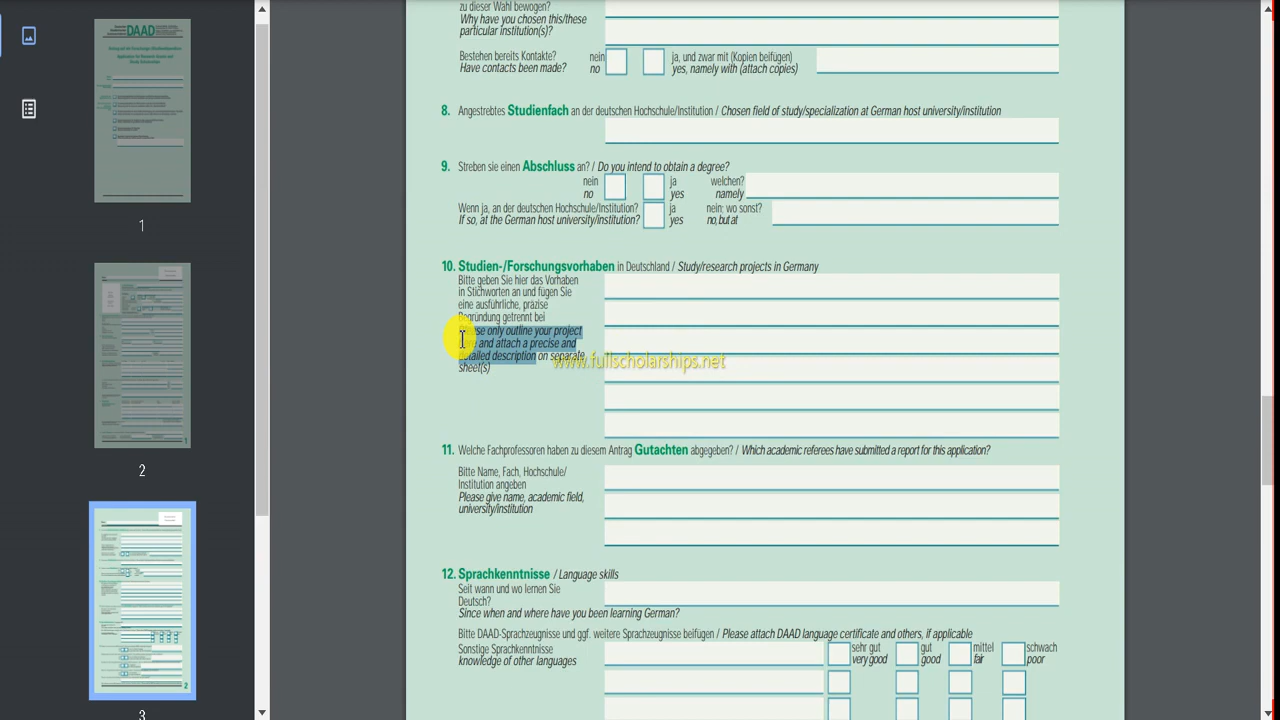 DAAD
1
2
3
zu dieser Wahl bewogen?
Why have you chosen this/these
particular institution(s)?
Bestehen bereits Kontakte? nein ja, und zwar mit (Kopien beifügen)
Have contacts been made? no yes, namely with (attach copies)
8. Angestrebtes Studienfach an der deutschen Hochschule/Institution / Chosen field of study/specialization at German host university/institution
9. Streben sie einen Abschluss an? / Do you intend to obtain a degree?
nein ja welchen?
no yes namely
Wenn ja, an der deutschen Hochschule/Institution? ja nein: wo sonst?
If so, at the German host university/institution? yes no, but at
10. Studien-/Forschungsvorhaben in Deutschland / Study/research projects in Germany
Bitte geben Sie hier das Vorhaben
in Stichworten an und fügen Sie
eine ausführliche, präzise
Begründung getrennt bei
only outline your project
and attach a precise and
detailed description on separate
sheet(s)
www.fullscholarships.net
11. Welche Fachprofessoren haben zu diesem Antrag Gutachten abgegeben? / Which academic referees have submitted a report for this application?
Bitte Name, Fach, Hochschule/
Institution angeben
Please give name, academic field,
university/institution
12. Sprachkenntnisse / Language skills
Seit wann und wo lernen Sie
Deutsch?
Since when and where have you been learning German?
Bitte DAAD-Sprachzeugnisse und ggf. weitere Sprachzeugnisse beifügen / Please attach DAAD language certificate and others, if applicable
Sonstige Sprachkenntnisse sehr gut gut mittel schwach
knowledge of other languages very good good fair poor